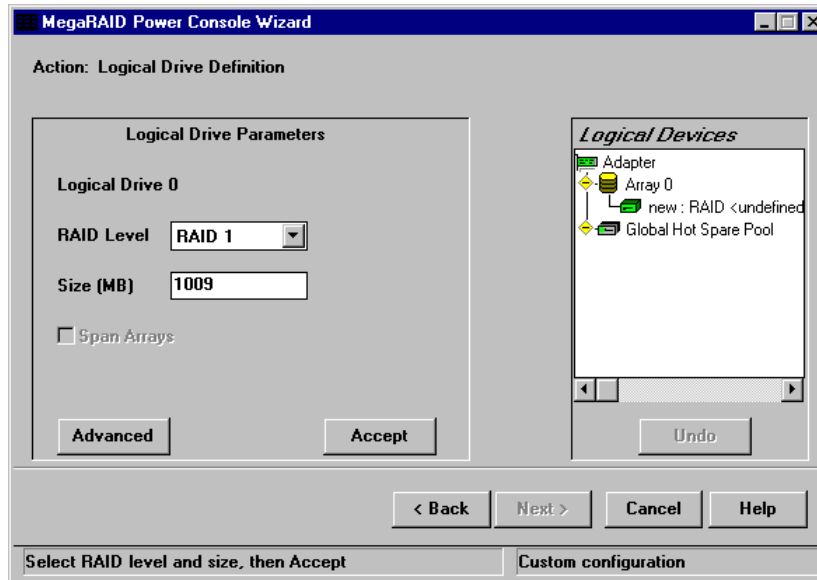 MegaRAID Power Console Wizard
Action: Logical Drive Definition
Logical Drive Parameters
Logical Drive 0
RAID Level
RAID 1
Size (MB)
1009
Span Arrays
Advanced
Accept
Logical Devices
Adapter
Array 0
new : RAID <undefined
Global Hot Spare Pool
Undo
< Back
Next >
Cancel
Help
Select RAID level and size, then Accept
Custom configuration